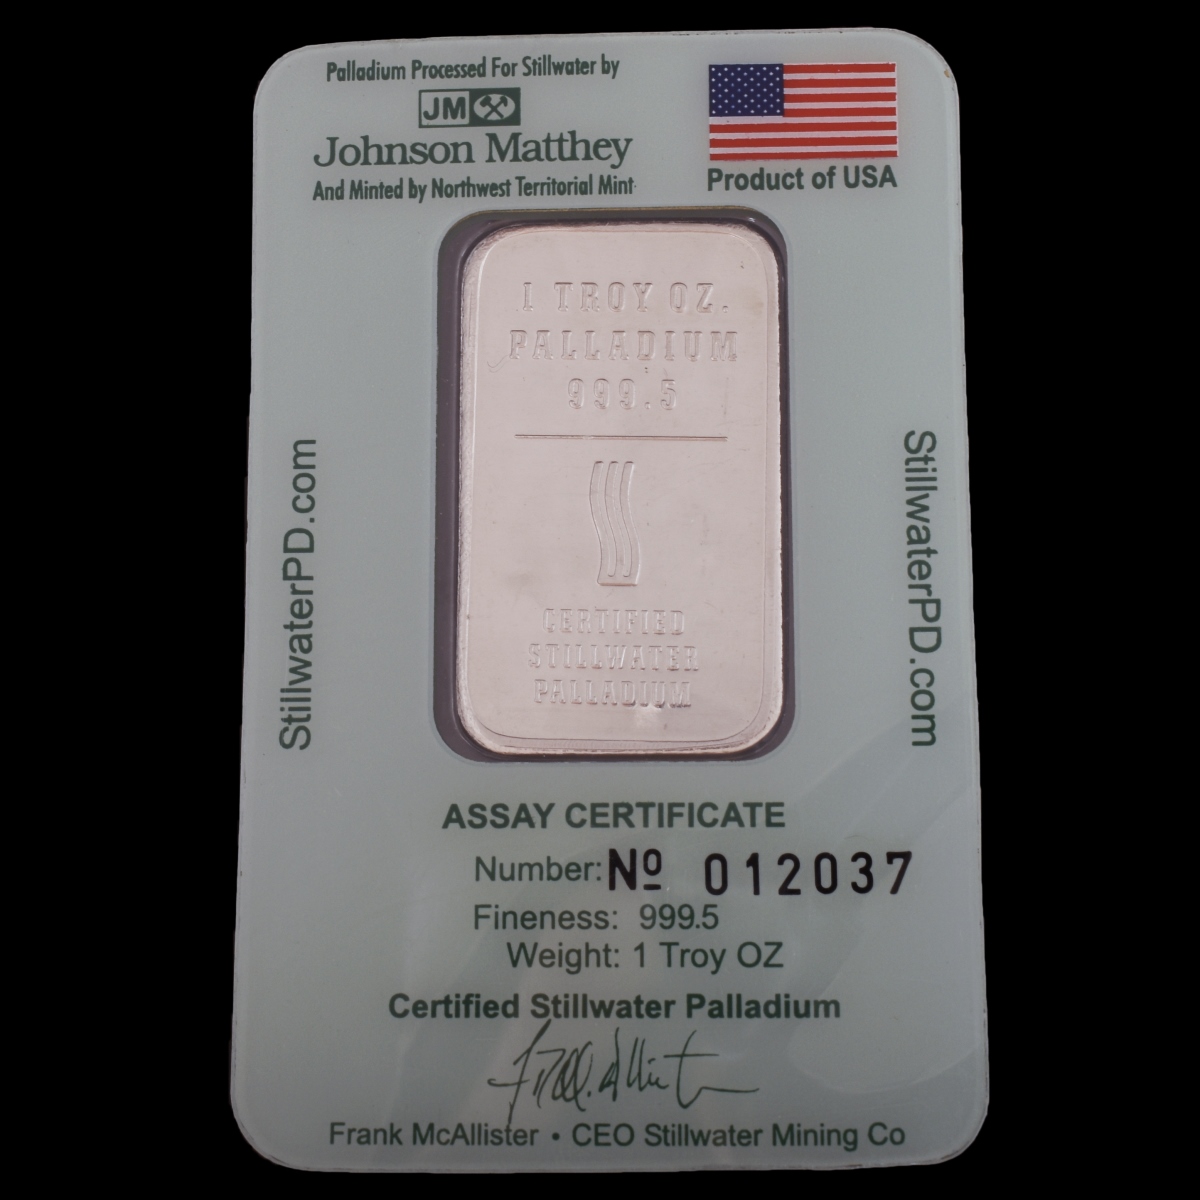 Palladium Processed For Stillwater by
JM
Johnson Matthey
And Minted by Northwest Territorial Mint
Product of USA
1 TROY OZ.
PALLADIUM
999.5
CERTIFIED
STILLWATER
PALLADIUM
StillwaterPD.com
StillwaterPD.com
ASSAY CERTIFICATE
Number: Nº 012037
Fineness: 999.5
Weight: 1 Troy OZ
Certified Stillwater Palladium
Frank McAllister • CEO Stillwater Mining Co